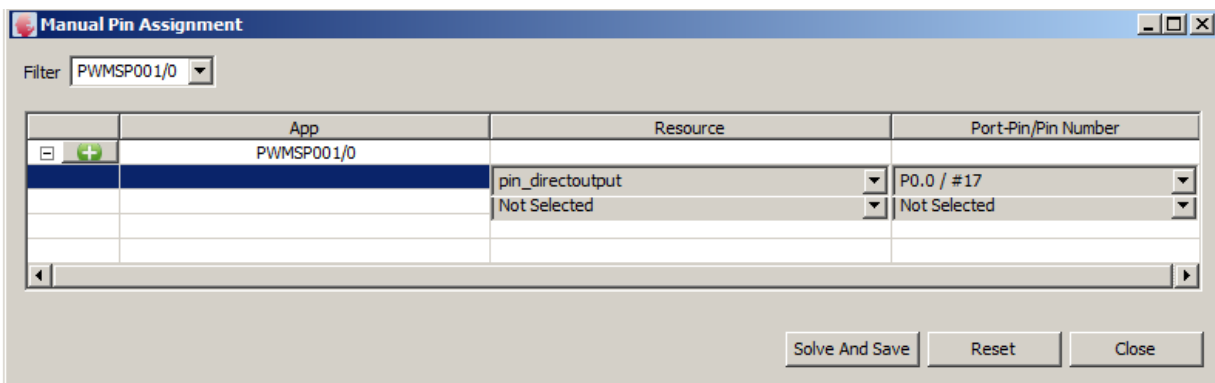 Manual Pin Assignment
Filter PWMSP001/0
App Resource Port-Pin/Pin Number
PWMSP001/0
pin_directoutput P0.0 / #17
Not Selected Not Selected
Solve And Save Reset Close